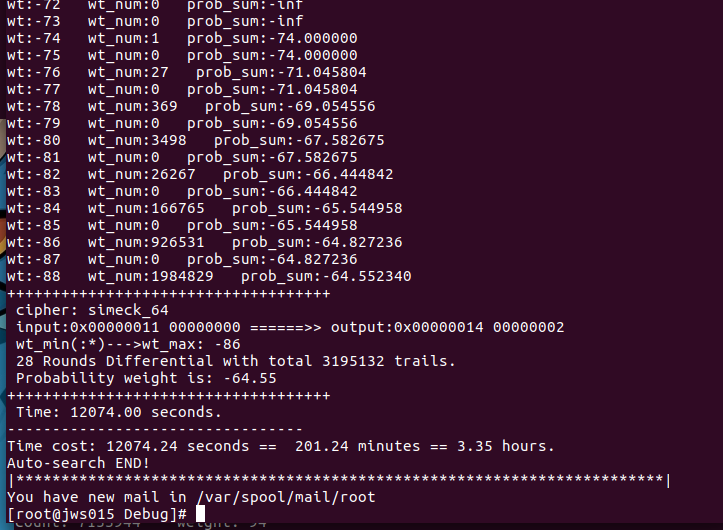 wt:-72   wt_num:0   prob_sum:-inf
wt:-73   wt_num:0   prob_sum:-inf
wt:-74   wt_num:1   prob_sum:-74.000000
wt:-75   wt_num:0   prob_sum:-74.000000
wt:-76   wt_num:27   prob_sum:-71.045804
wt:-77   wt_num:0   prob_sum:-71.045804
wt:-78   wt_num:369   prob_sum:-69.054556
wt:-79   wt_num:0   prob_sum:-69.054556
wt:-80   wt_num:3498   prob_sum:-67.582675
wt:-81   wt_num:0   prob_sum:-67.582675
wt:-82   wt_num:26267   prob_sum:-66.444842
wt:-83   wt_num:0   prob_sum:-66.444842
wt:-84   wt_num:166765   prob_sum:-65.544958
wt:-85   wt_num:0   prob_sum:-65.544958
wt:-86   wt_num:926531   prob_sum:-64.827236
wt:-87   wt_num:0   prob_sum:-64.827236
wt:-88   wt_num:1984829   prob_sum:-64.552340
++++++++++++++++++++++++++++++++++++
 cipher: simeck_64
 input:0x00000011 00000000 ======>> output:0x00000014 00000002
 wt_min(:*)--->wt_max: -86
 28 Rounds Differential with total 3195132 trails.
 Probability weight is: -64.55
++++++++++++++++++++++++++++++++++++
 Time: 12074.00 seconds.
---------------------------------
Time cost: 12074.24 seconds ==  201.24 minutes == 3.35 hours.
Auto-search END!
|************************************************************************|
You have new mail in /var/spool/mail/root
[root@jws015 Debug]#